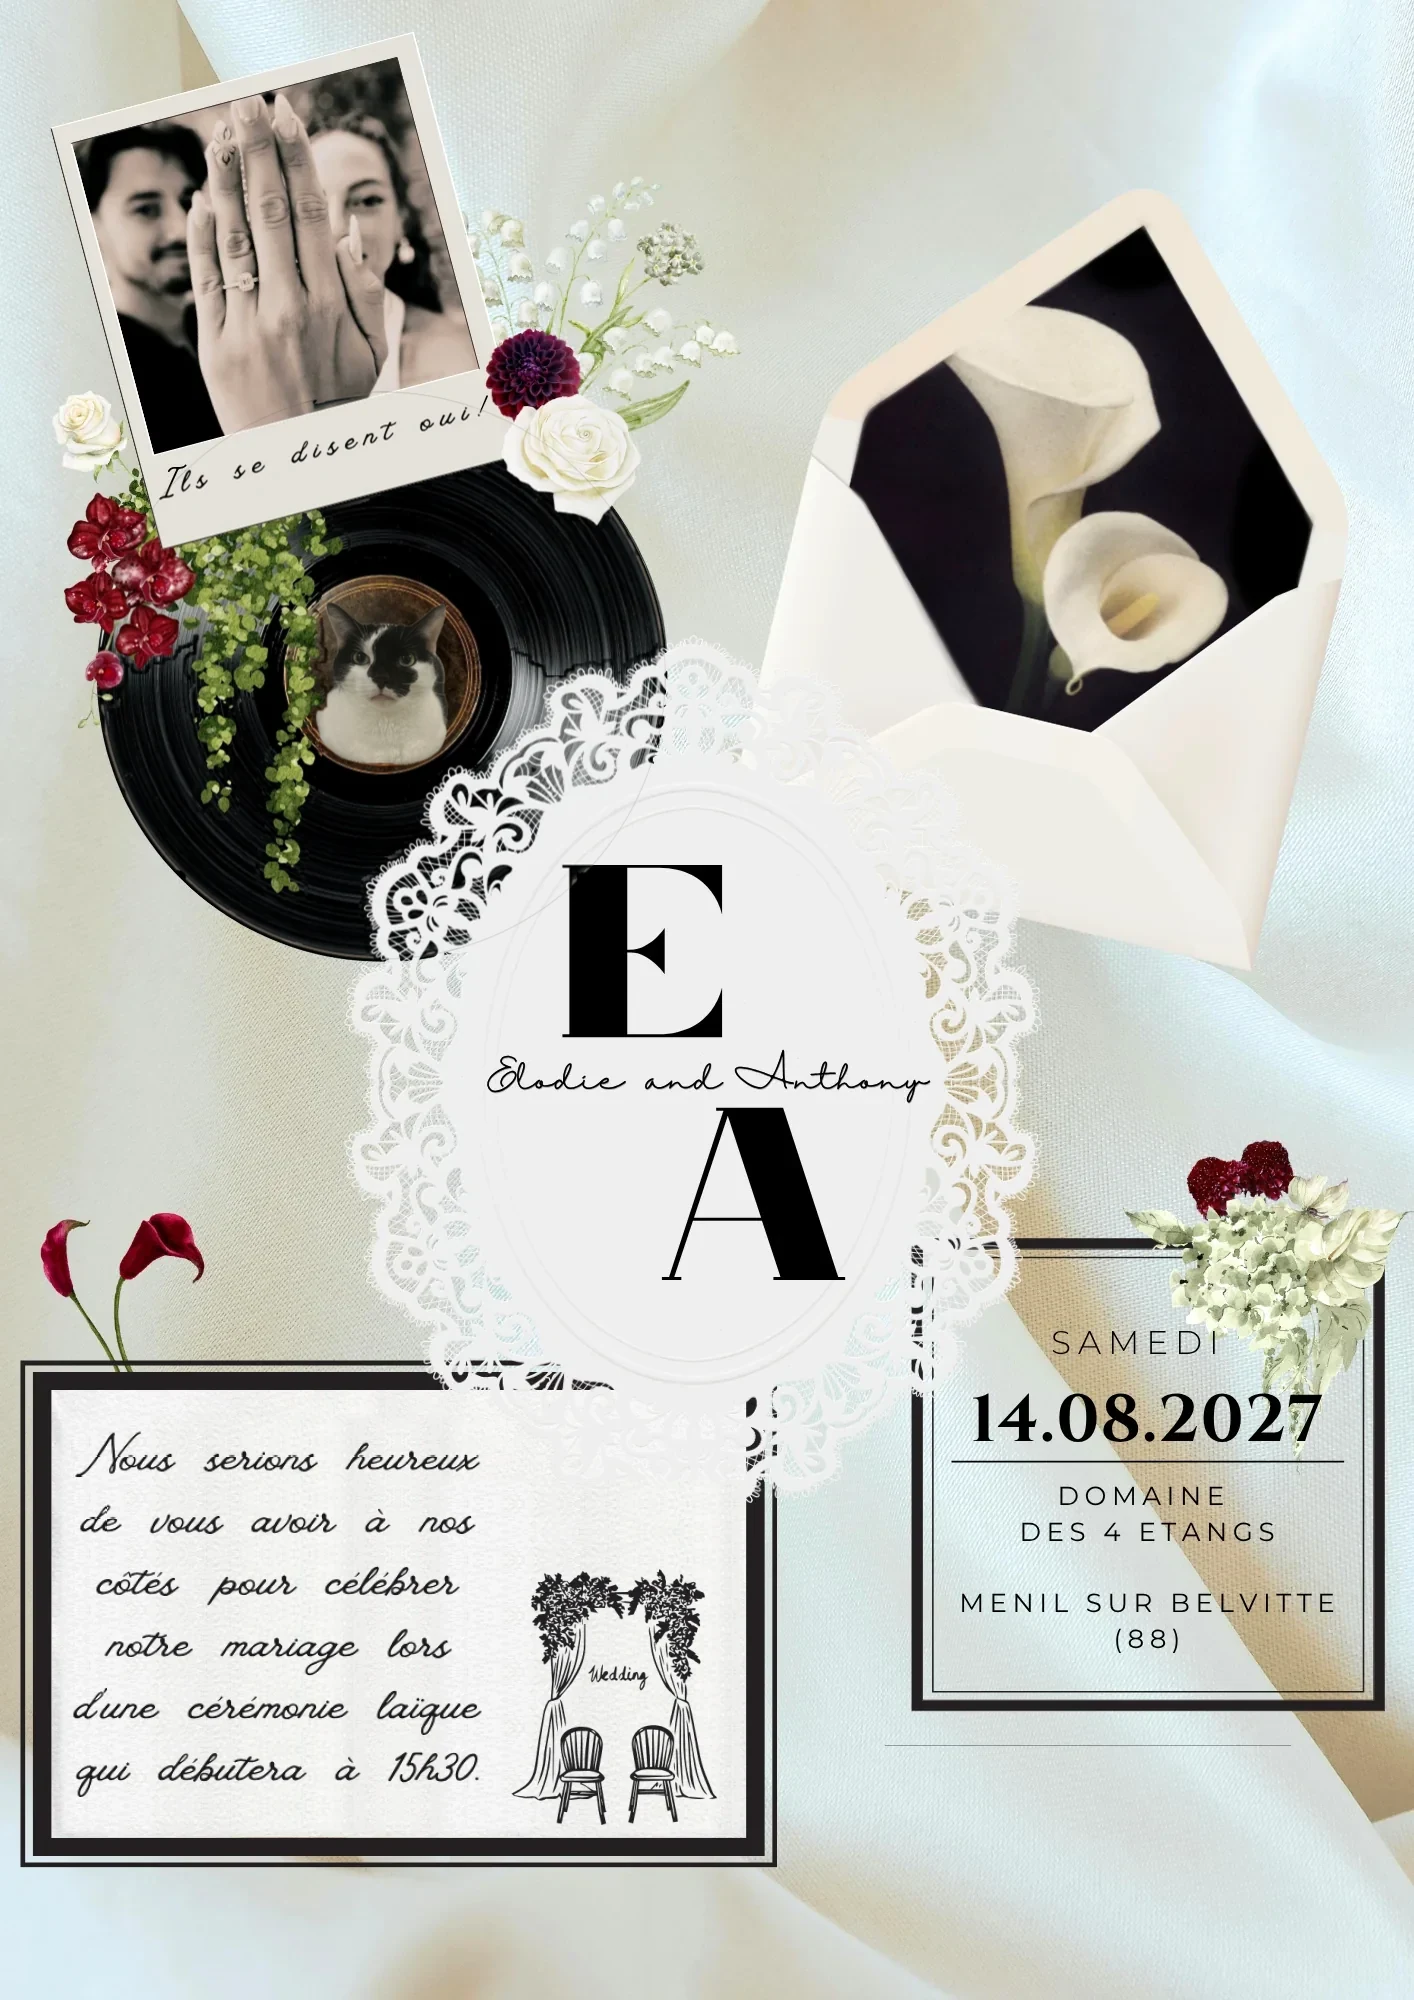 Ils se disent oui!
E
Elodie and Anthony
A
Nous serions heureux
de vous avoir à nos
côtés pour célébrer
notre mariage lors
d'une cérémonie laïque
qui débutera à 15h30.
Wedding
SAMEDI
14.08.2027
DOMAINE
DES 4 ETANGS
MENIL SUR BELVITTE
(88)